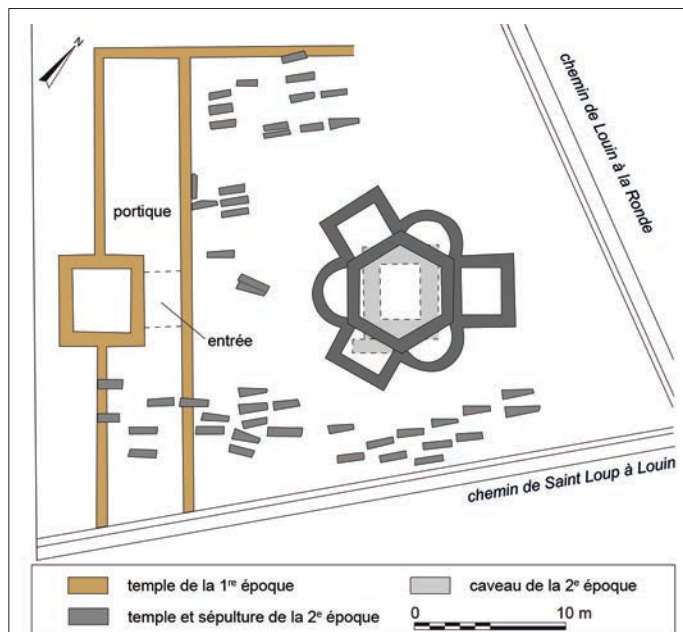 N
chemin de Louin à la Ronde
portique
entrée
chemin de Saint Loup à Louin
temple de la 1re époque
caveau de la 2e époque
temple et sépulture de la 2e époque
0 10 m